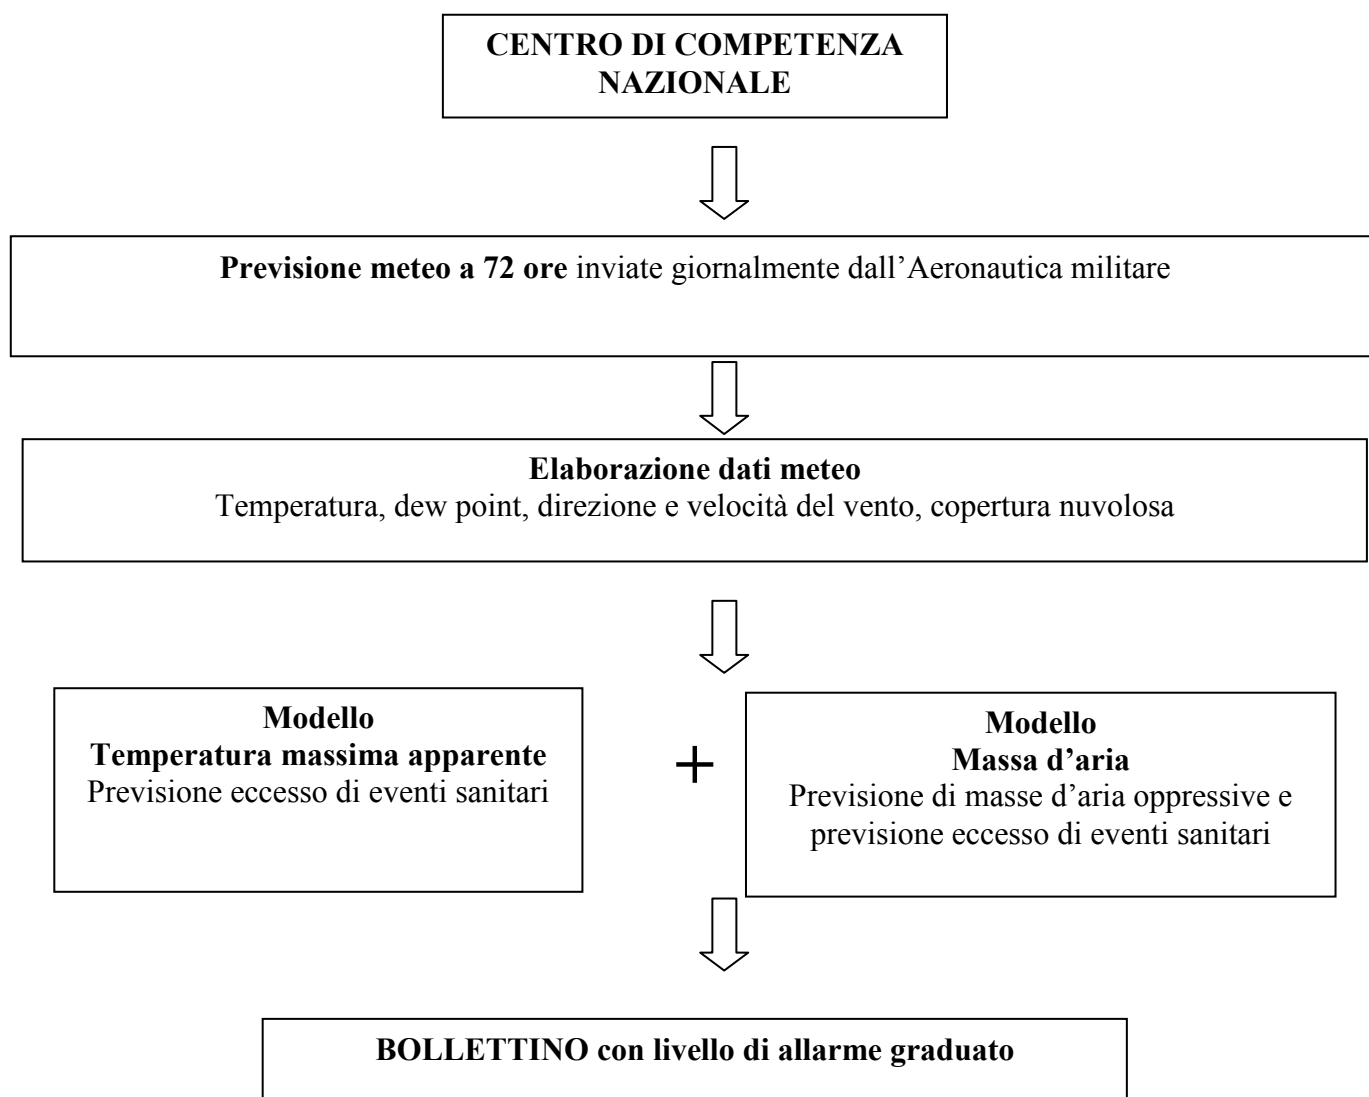 CENTRO DI COMPETENZA
NAZIONALE
Previsione meteo a 72 ore inviate giornalmente dall’Aeronautica militare
Elaborazione dati meteo
Temperatura, dew point, direzione e velocità del vento, copertura nuvolosa
Modello
Temperatura massima apparente
Previsione eccesso di eventi sanitari
+
Modello
Massa d’aria
Previsione di masse d’aria oppressive e
previsione eccesso di eventi sanitari
BOLLETTINO con livello di allarme graduato